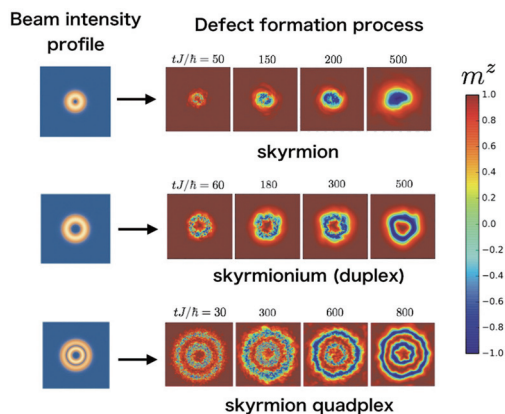 Beam intensity profile
Defect formation process
tJ/ℏ = 50 150 200 500
skyrmion
tJ/ℏ = 60 180 300 500
skyrmionium (duplex)
tJ/ℏ = 30 300 600 800
skyrmion quadplex
m^z
1.0
0.8
0.6
0.4
0.2
0.0
−0.2
−0.4
−0.6
−0.8
−1.0